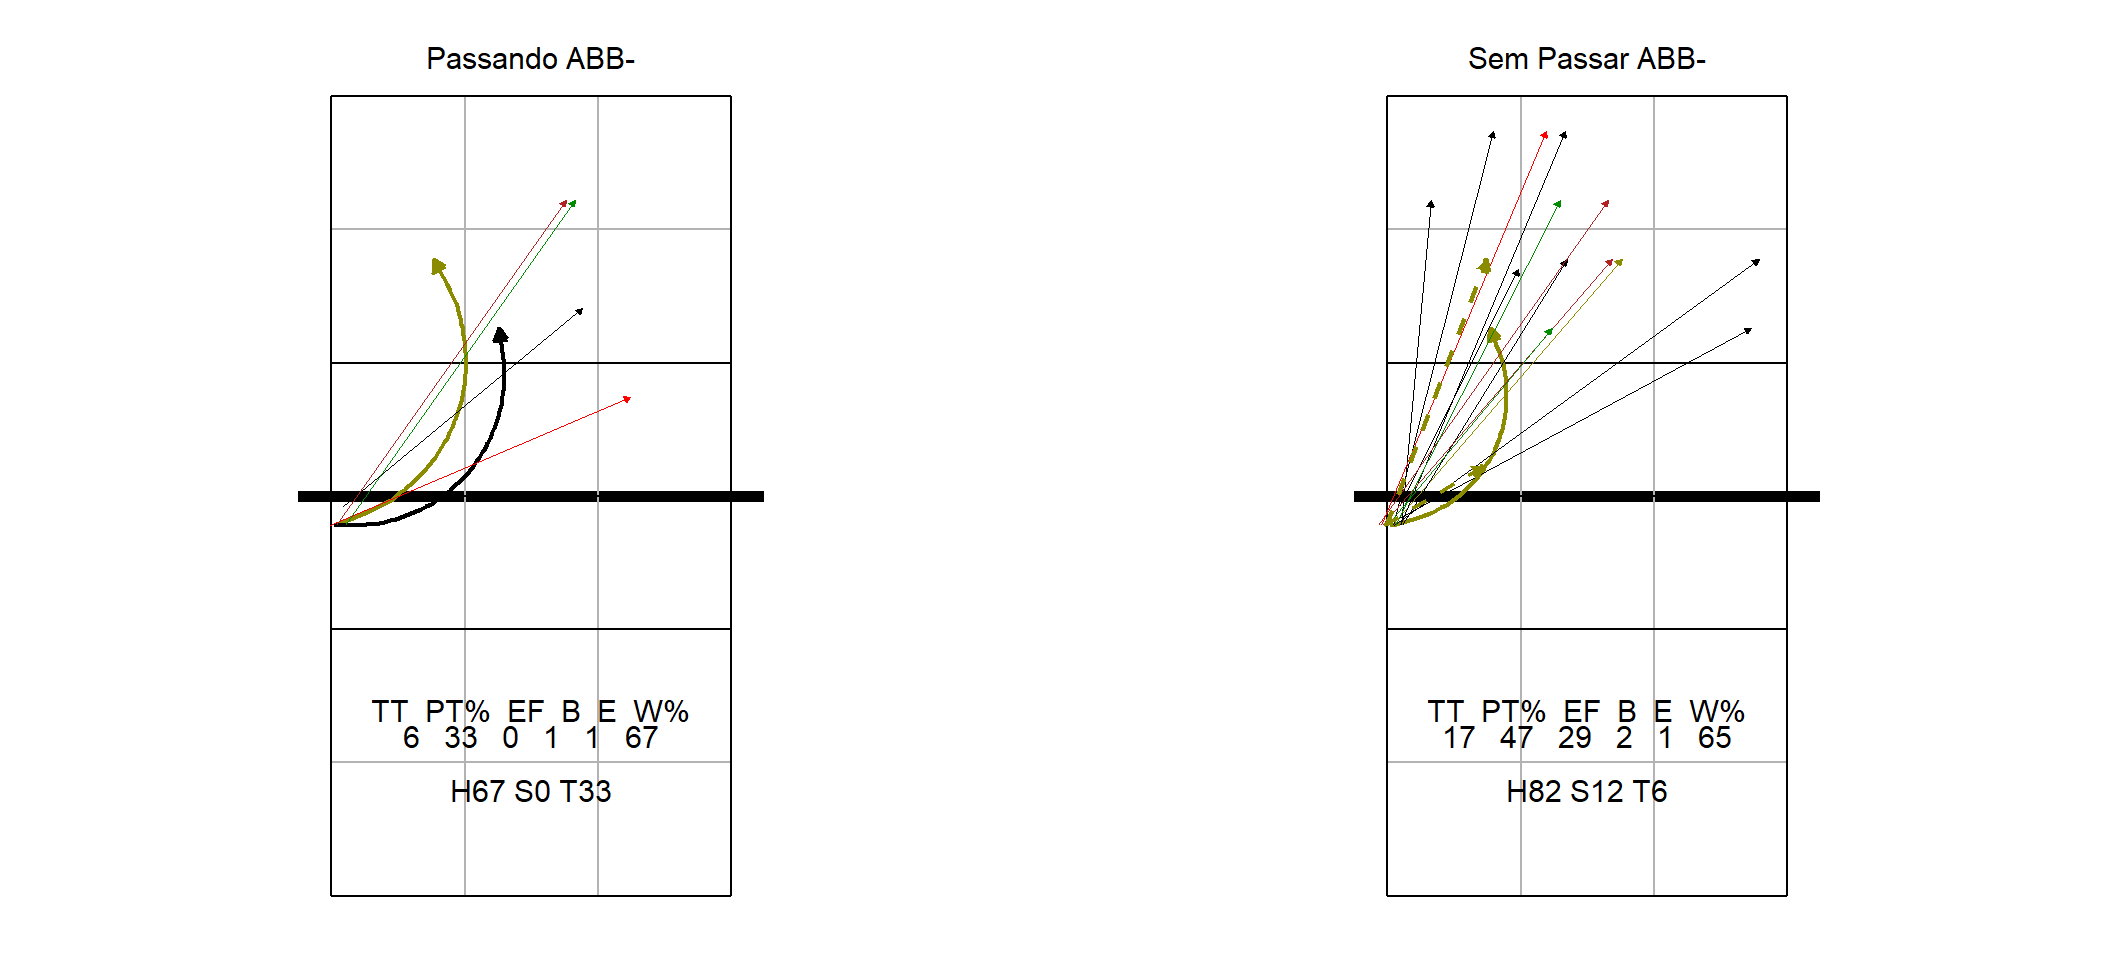 Passando ABB-
TT PT% EF B E W%
6 33 0 1 1 67
H67 S0 T33
Sem Passar ABB-
TT PT% EF B E W%
17 47 29 2 1 65
H82 S12 T6